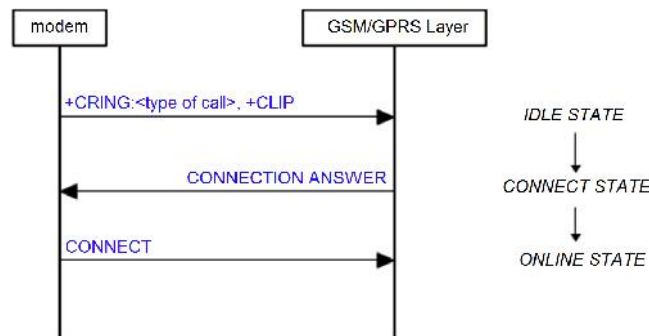 modem
GSM/GPRS Layer
+CRING:<type of call>, +CLIP
IDLE STATE
CONNECTION ANSWER
CONNECT STATE
CONNECT
ONLINE STATE